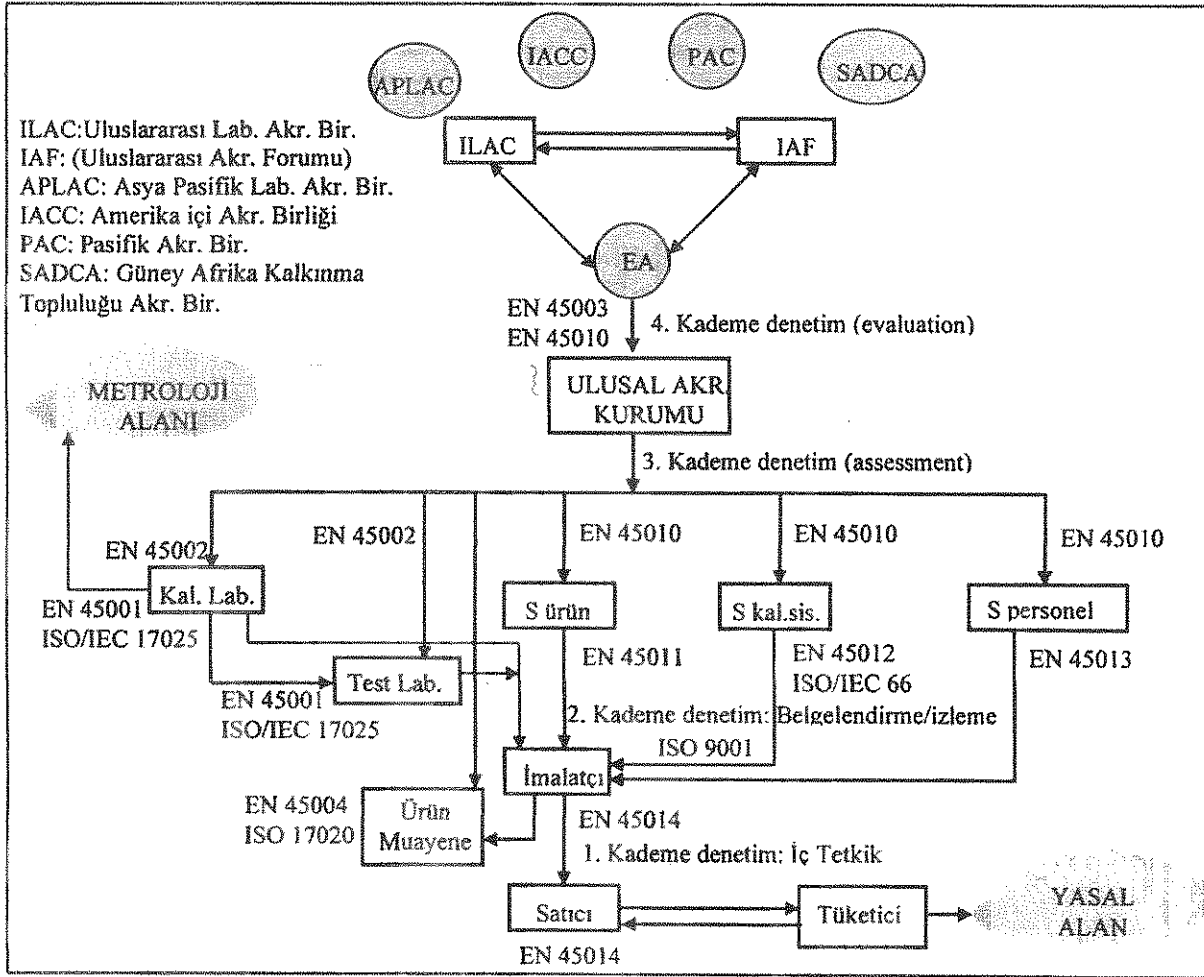 IACC
PAC
APLAC
SADCA
ILAC:Uluslararası Lab. Akr. Bir.
IAF: (Uluslararası Akr. Forumu)
APLAC: Asya Pasifik Lab. Akr. Bir.
IACC: Amerika içi Akr. Birliği
PAC: Pasifik Akr. Bir.
SADCA: Güney Afrika Kalkınma
Topluluğu Akr. Bir.
ILAC
IAF
EA
EN 45003
EN 45010
4. Kademe denetim (evaluation)
METROLOJİ
ALANI
ULUSAL AKR.
KURUMU
3. Kademe denetim (assessment)
EN 45002
EN 45002
EN 45010
EN 45010
EN 45010
Kal. Lab.
S ürün
S kal.sis.
S personel
EN 45001
ISO/IEC 17025
Test Lab.
EN 45011
EN 45012
ISO/IEC 66
EN 45013
EN 45001
ISO/IEC 17025
2. Kademe denetim: Belgelendirme/izleme
ISO 9001
İmalatçı
EN 45004
ISO 17020
Ürün
Muayene
EN 45014
1. Kademe denetim: İç Tetkik
Satıcı
Tüketici
YASAL
ALAN
EN 45014